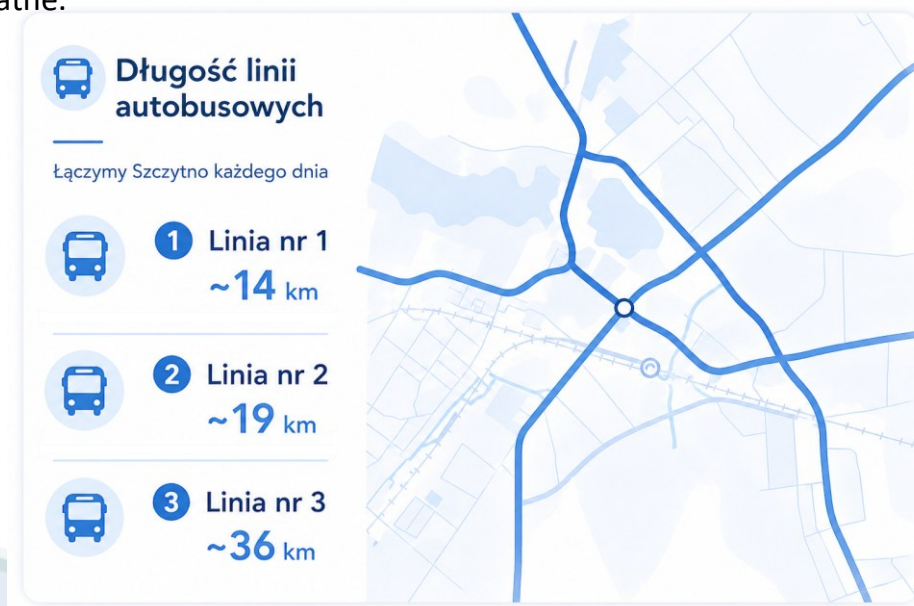 Długość linii
autobusowych
Łączymy Szczytno każdego dnia
1 Linia nr 1
~14 km
2 Linia nr 2
~19 km
3 Linia nr 3
~36 km